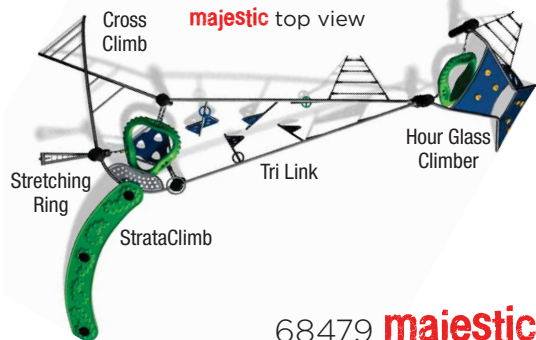 majestic top view
Cross
Climb
Hour Glass
Climber
Tri Link
Stretching
Ring
StrataClimb
68479 majestic